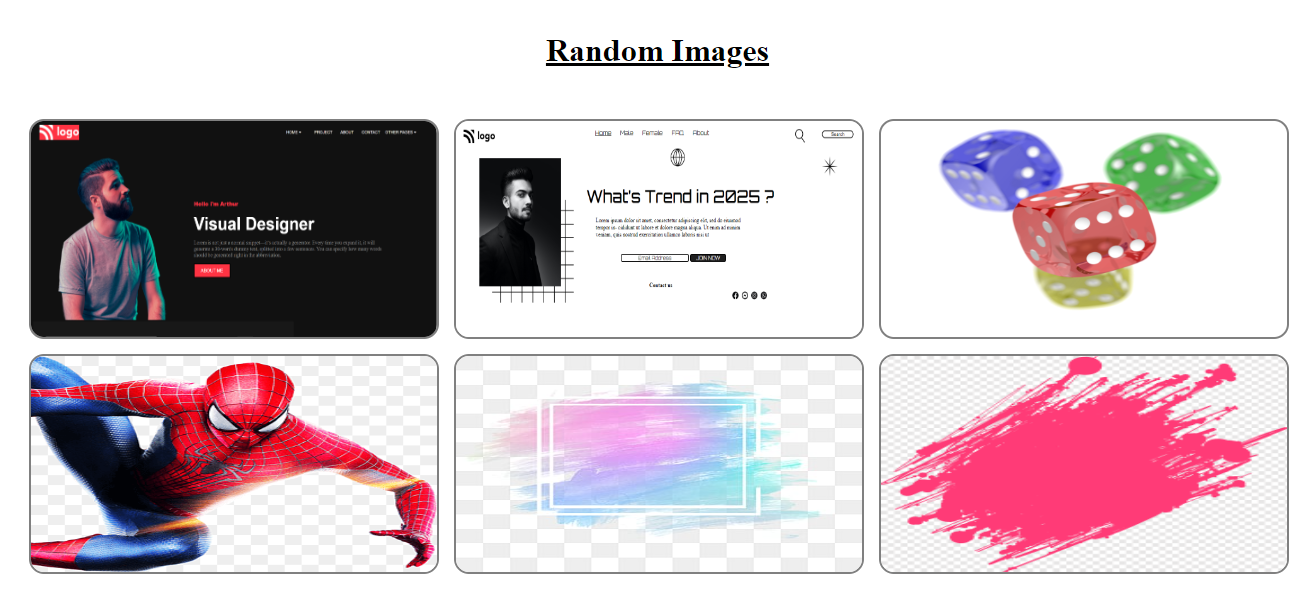 Random Images
logo
HOME
PROJECT
ABOUT
CONTACT
OTHER PAGES
Hello I'm Arthur
Visual Designer
ABOUT ME
logo
Home Male Female FAQ About
Search
What's Trend in 2025 ?
Lorem ipsum dolor sit amet, consectetur adipiscing elit, sed do eiusmod
tempor
ut labore et dolore magna aliqua. Ut enim ad minim
veniam, quis nostrud exercitation ullamco laboris nisi ut
Email Address
JOIN NOW
Contact us